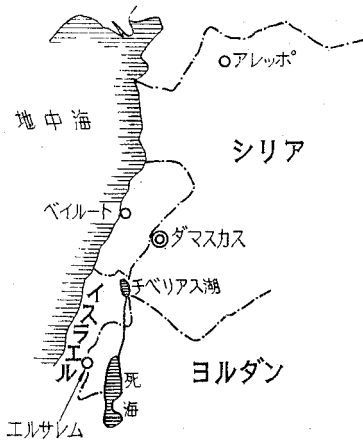 アレッポ
地中海
シリア
ベイルート
ダマスカス
チベリアス湖
イスラエル
ヨルダン
死海
エルサレム